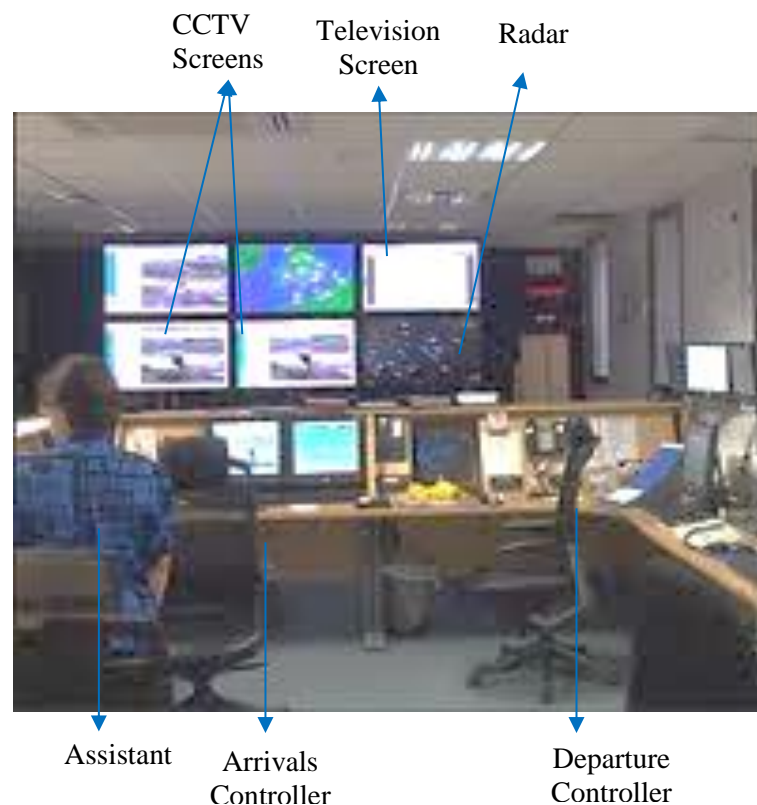 CCTV
Screens
Television
Screen
Radar
Assistant
Arrivals
Controller
Departure
Controller